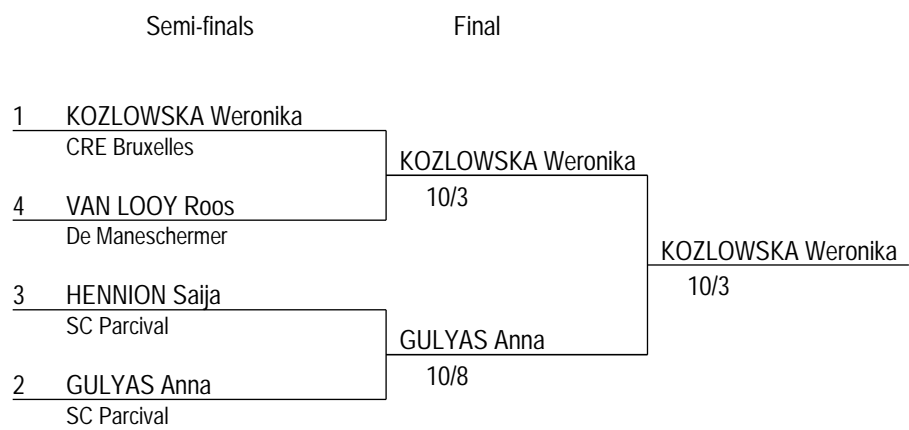 Semi-finals Final
1 KOZLOWSKA Weronika
CRE Bruxelles
KOZLOWSKA Weronika
10/3
4 VAN LOOY Roos
De Maneschermer
KOZLOWSKA Weronika
10/3
3 HENNION Saija
SC Parcival
GULYAS Anna
10/8
2 GULYAS Anna
SC Parcival